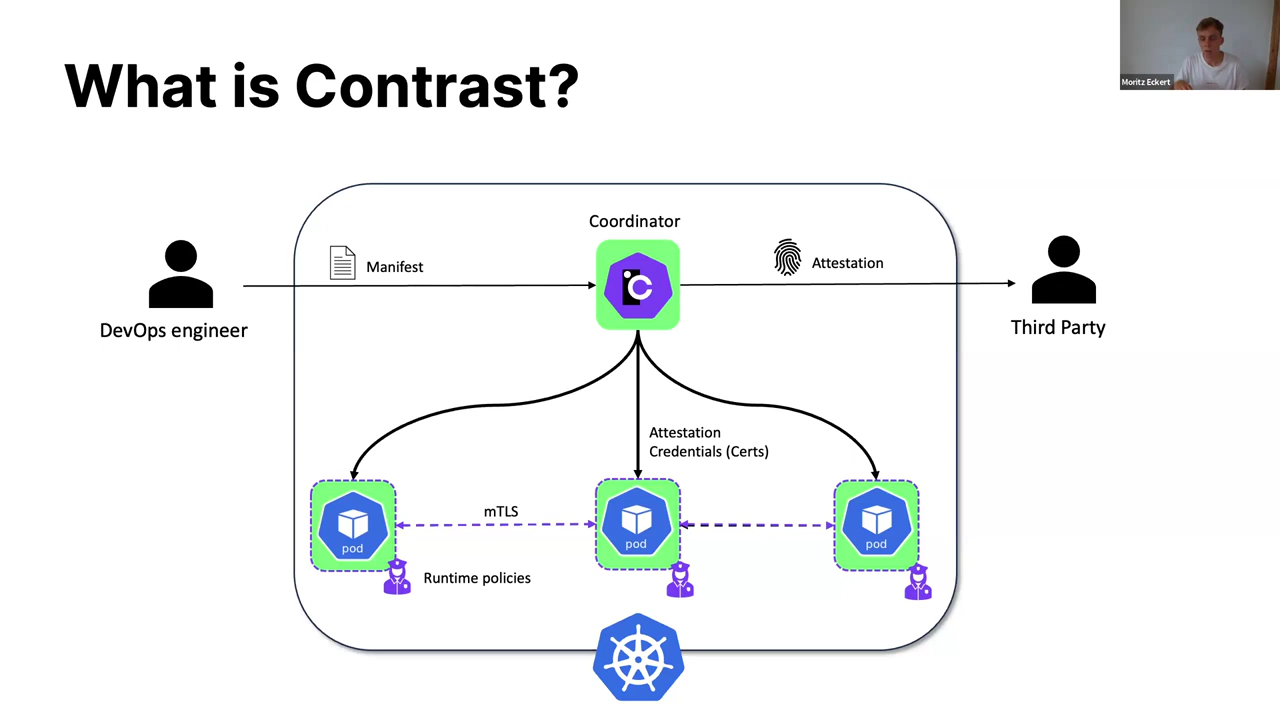 What is Contrast?
Moritz Eckert
Coordinator
Manifest
Attestation
DevOps engineer
Third Party
Attestation
Credentials (Certs)
mTLS
pod
pod
pod
Runtime policies